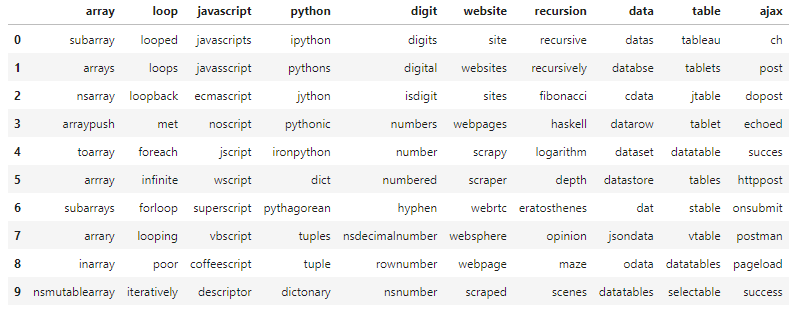 array loop javascript python digit website recursion data table ajax
0 subarray looped javascripts ipython digits site recursive datas tableau ch
1 arrays loops javasscript pythons digital websites recursively databse tablets post
2 nsarray loopback ecmascript jython isdigit sites fibonacci cdata jtable dopost
3 arraypush met noscript pythonic numbers webpages haskell datarow tablet echoed
4 toarray foreach jscript ironpython number scrapy logarithm dataset datatable succes
5 arrray infinite wscript dict numbered scraper depth datastore tables httppost
6 subarrays forloop superscript pythagorean hyphen webrtc eratosthenes dat stable onsubmit
7 arrary looping vbscript tuples nsdecimalnumber websphere opinion jsondata vtable postman
8 inarray poor coffeescript tuple rownumber webpage maze odata datatables pageload
9 nsmutablearray iteratively descriptor dictonary nsnumber scraped scenes datatables selectable success